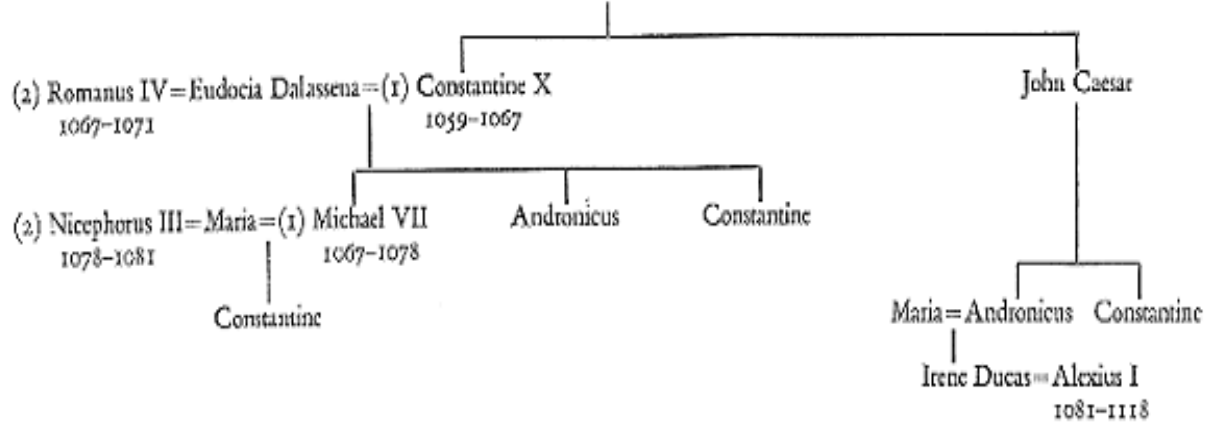 (2) Romanus IV=Eudocia Dalassena=(1) Constantine X
John Caesar
1067–1071
1059–1067
(2) Nicephorus III=Maria=(1) Michael VII
Andronicus
Constantine
1078–1081
1067–1078
Constantine
Maria=Andronicus
Constantine
Irene Ducas=Alexius I
1081–1118